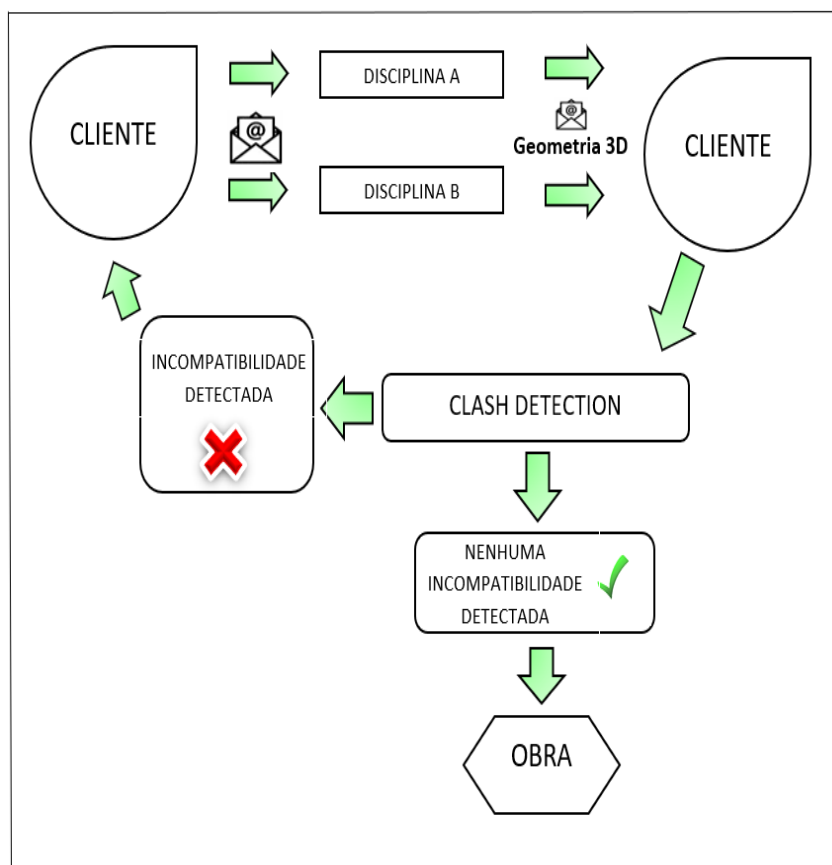 CLIENTE
DISCIPLINA A
@
DISCIPLINA B
@
Geometria 3D
CLIENTE
INCOMPATIBILIDADE
DETECTADA
CLASH DETECTION
NENHUMA
INCOMPATIBILIDADE
DETECTADA
OBRA